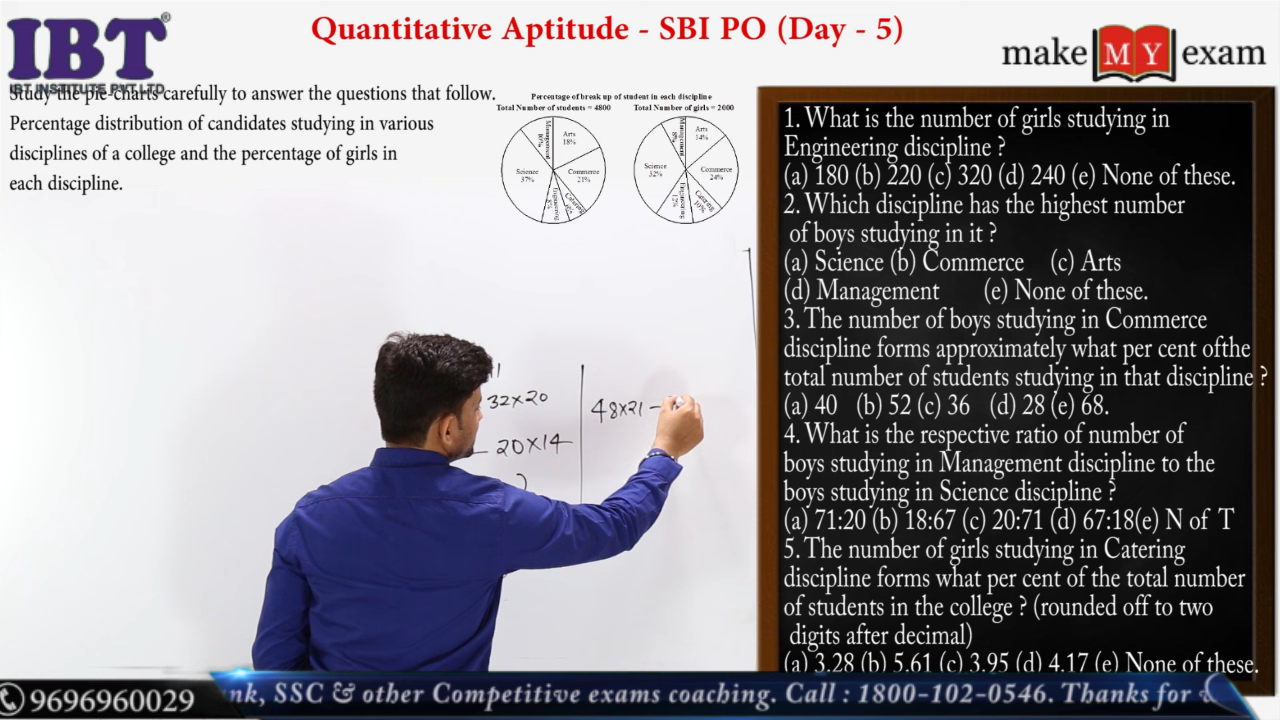 IBT
®
IBT INSTITUTE PVT.LTD
Quantitative Aptitude - SBI PO (Day - 5)
make MY exam
Study the pie-charts carefully to answer the questions that follow.
Percentage distribution of candidates studying in various
disciplines of a college and the percentage of girls in
each discipline.
Percentage of break up of student in each discipline
Total Number of students = 4800
Management
10%
Arts
18%
Science
37%
Commerce
21%
Engineering
Catering
Total Number of girls = 2000
Management
8%
Arts
14%
Science
32%
Commerce
24%
Engineering
12%
Catering
10%
32×20
20×14
48×21 -
1. What is the number of girls studying in
Engineering discipline ?
(a) 180 (b) 220 (c) 320 (d) 240 (e) None of these.
2. Which discipline has the highest number
of boys studying in it ?
(a) Science (b) Commerce (c) Arts
(d) Management (e) None of these.
3. The number of boys studying in Commerce
discipline forms approximately what per cent ofthe
total number of students studying in that discipline ?
(a) 40 (b) 52 (c) 36 (d) 28 (e) 68.
4. What is the respective ratio of number of
boys studying in Management discipline to the
boys studying in Science discipline ?
(a) 71:20 (b) 18:67 (c) 20:71 (d) 67:18(e) N of T
5. The number of girls studying in Catering
discipline forms what per cent of the total number
of students in the college ? (rounded off to two
digits after decimal)
(a) 3.28 (b) 5.61 (c) 3.95 (d) 4.17 (e) None of these.
9696960029
nk, SSC & other Competitive exams coaching. Call : 1800-102-0546. Thanks for